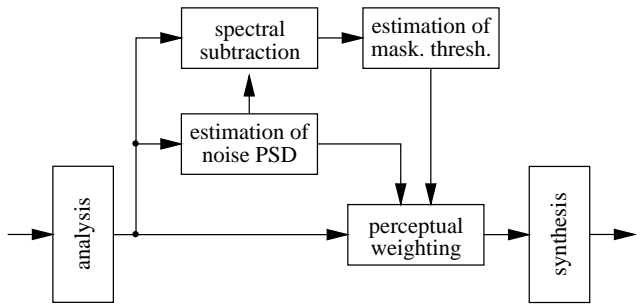 spectral
subtraction
estimation of
mask. thresh.
estimation of
noise PSD
analysis
perceptual
weighting
synthesis